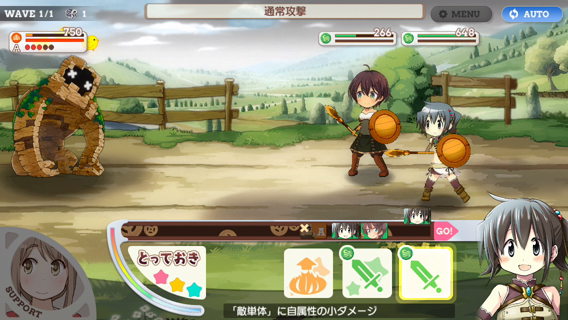 WAVE 1/1
1
通常攻撃
MENU
AUTO
750
A
266
648
GO!
とっておき
SUPPORT
「敵単体」に自属性の小ダメージ